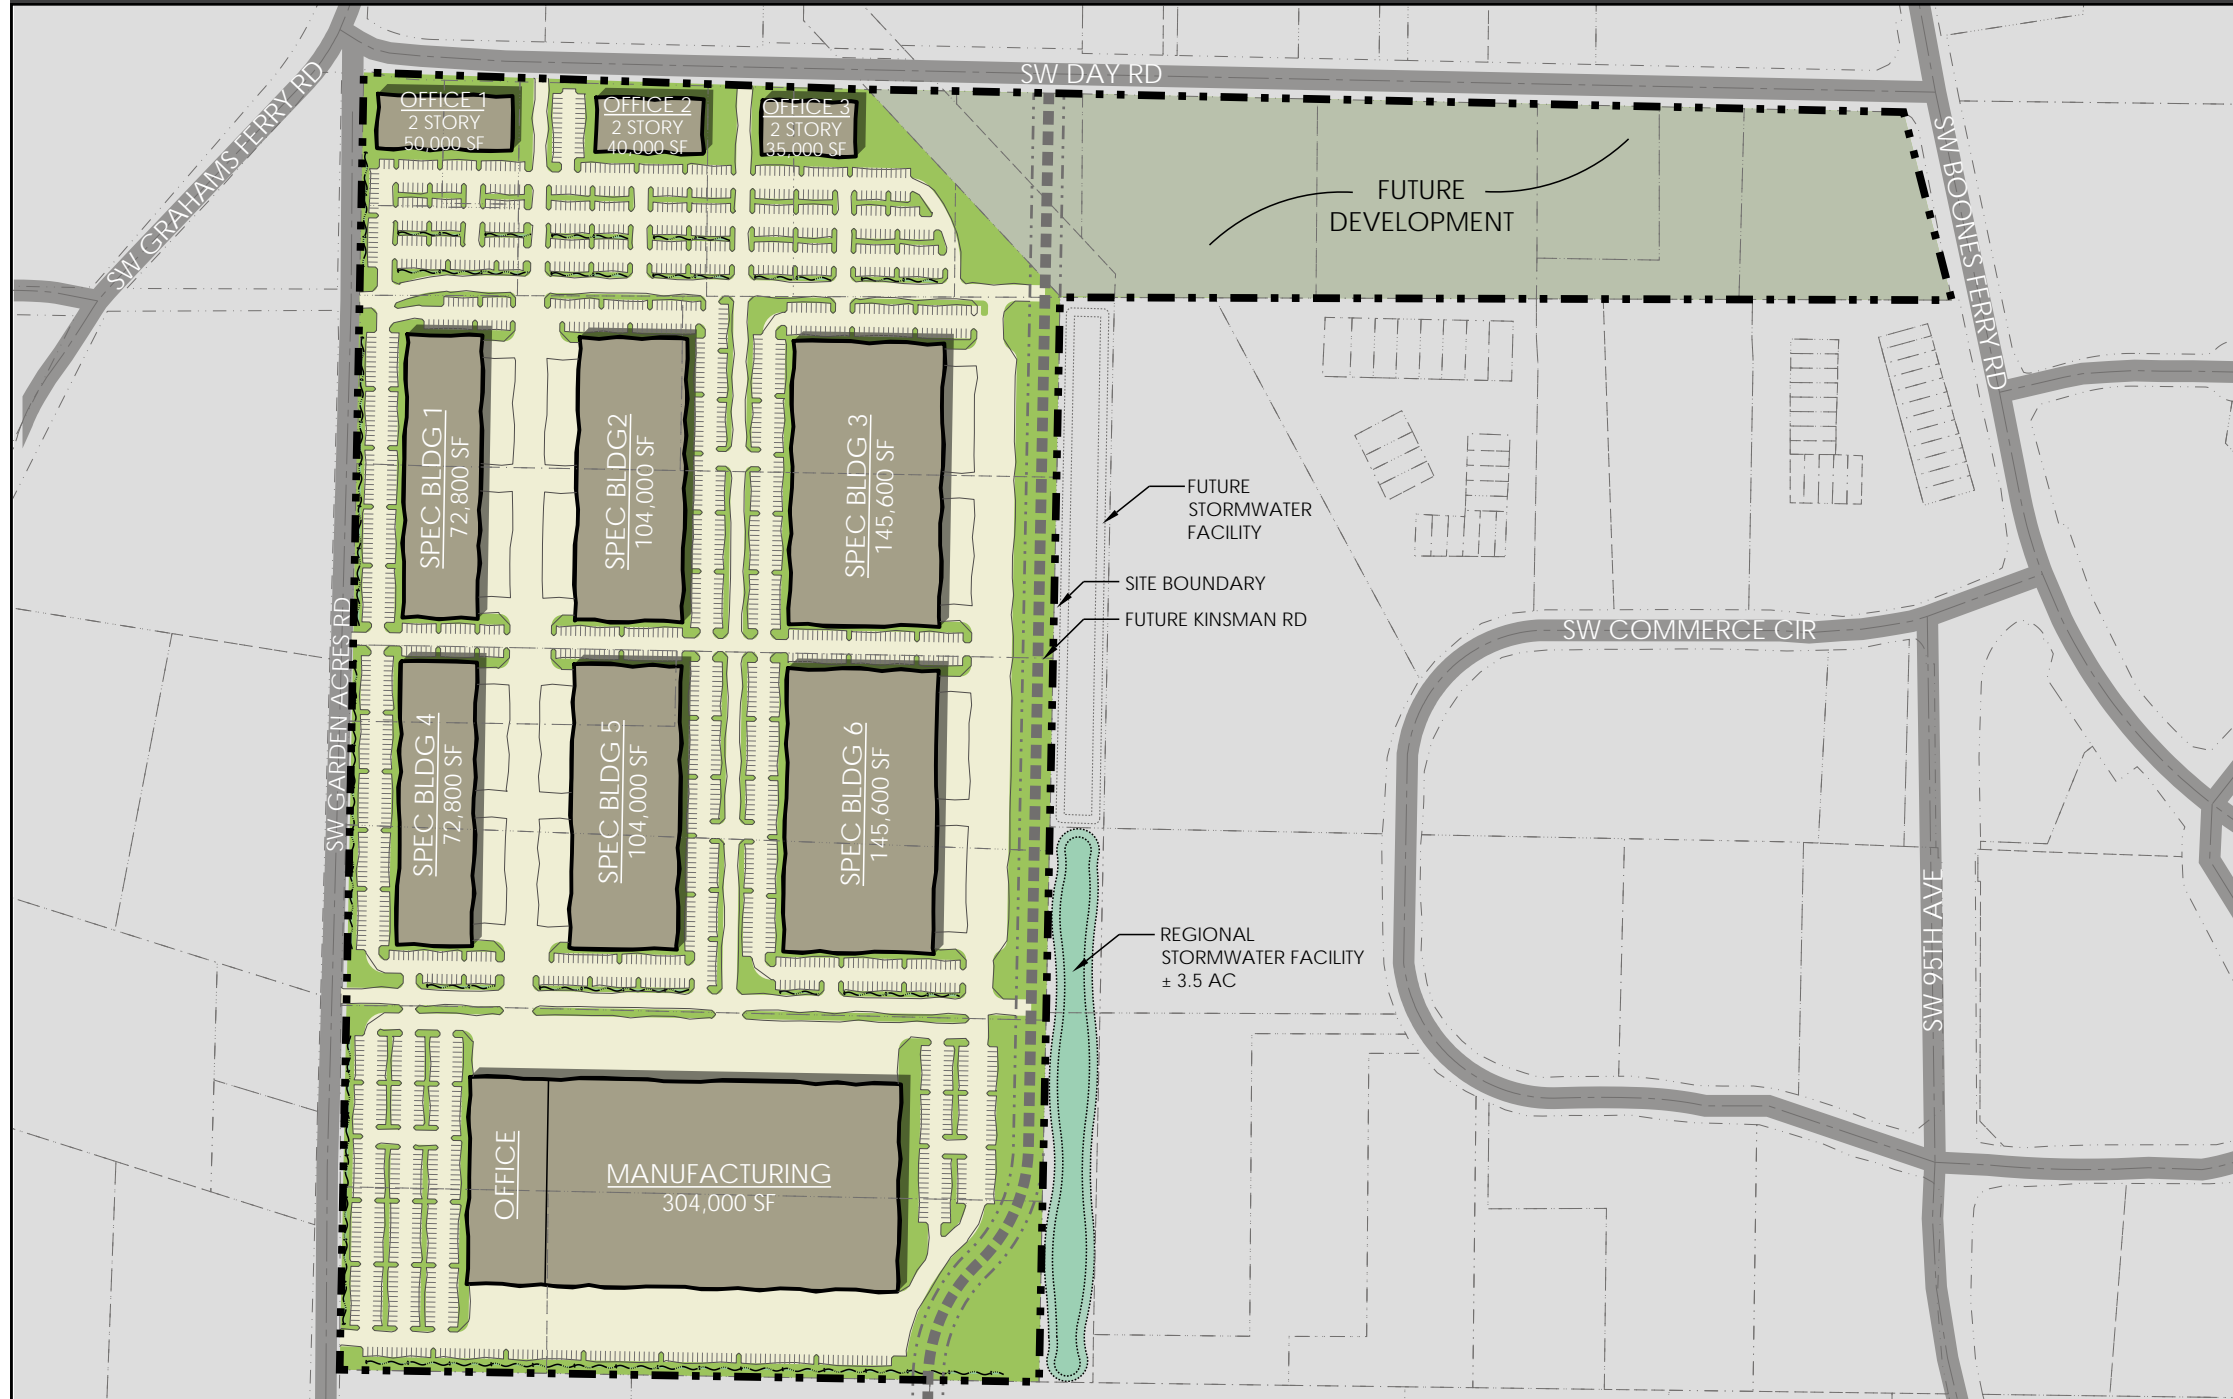 SW DAY RD
SW GRAHAMS FERRY RD
OFFICE 1
2 STORY
50,000 SF
OFFICE 2
2 STORY
40,000 SF
OFFICE 3
2 STORY
35,000 SF
FUTURE
DEVELOPMENT
SW BOONES FERRY RD
SPEC BLDG 1
72,800 SF
SPEC BLDG2
104,000 SF
SPEC BLDG 3
145,600 SF
FUTURE
STORMWATER
FACILITY
SITE BOUNDARY
FUTURE KINSMAN RD
SW COMMERCE CIR
SW GARDEN ACRES RD
SPEC BLDG 4
72,800 SF
SPEC BLDG 5
104,000 SF
SPEC BLDG 6
145,600 SF
REGIONAL
STORMWATER FACILITY
± 3.5 AC
SW 95TH AVE
OFFICE
MANUFACTURING
304,000 SF